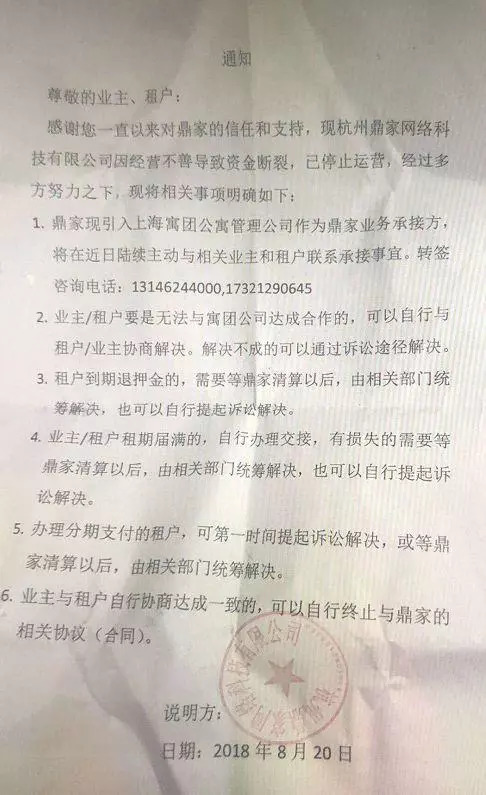 通知
尊敬的业主、租户：
感谢您一直以来对鼎家的信任和支持，现杭州鼎家网络科
技有限公司因经营不善导致资金断裂，已停止运营，经过多
方努力之下，现将相关事项明确如下：
1. 鼎家现引入上海寓团公寓管理公司作为鼎家业务承接方，
将在近日陆续主动与相关业主和租户联系承接事宜。转签
咨询电话：13146244000,17321290645
2. 业主/租户要是无法与寓团公司达成合作的，可以自行与
租户/业主协商解决。解决不成的可以通过诉讼途径解决。
3. 租户到期退押金的，需要等鼎家清算以后，由相关部门统
筹解决，也可以自行提起诉讼解决。
4. 业主/租户租期届满的，自行办理交接，有损失的需要等
鼎家清算以后，由相关部门统筹解决，也可以自行提起诉
讼解决。
5. 办理分期支付的租户，可第一时间提起诉讼解决，或等鼎
家清算以后，由相关部门统筹解决。
6. 业主与租户自行协商达成一致的，可以自行终止与鼎家的
相关协议（合同）。
杭州鼎家网络科技有限公司
说明方：
日期：2018 年 8 月 20 日